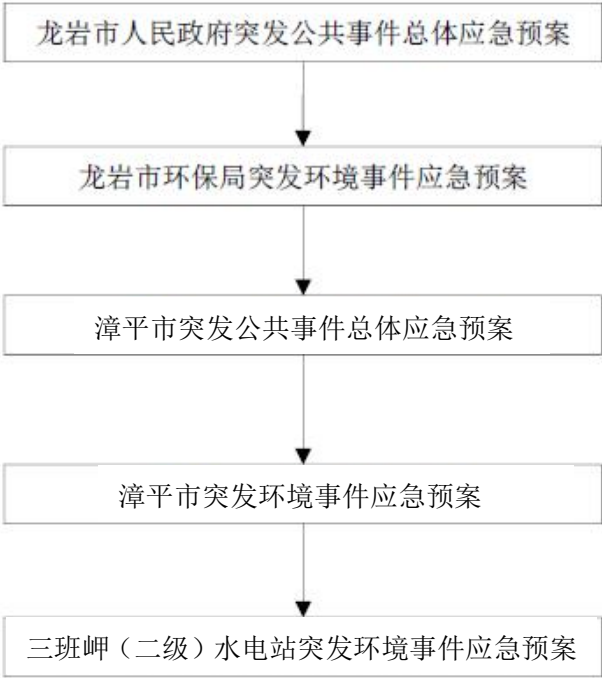 龙岩市人民政府突发公共事件总体应急预案
龙岩市环保局突发环境事件应急预案
漳平市突发公共事件总体应急预案
漳平市突发环境事件应急预案
三班岬（二级）水电站突发环境事件应急预案